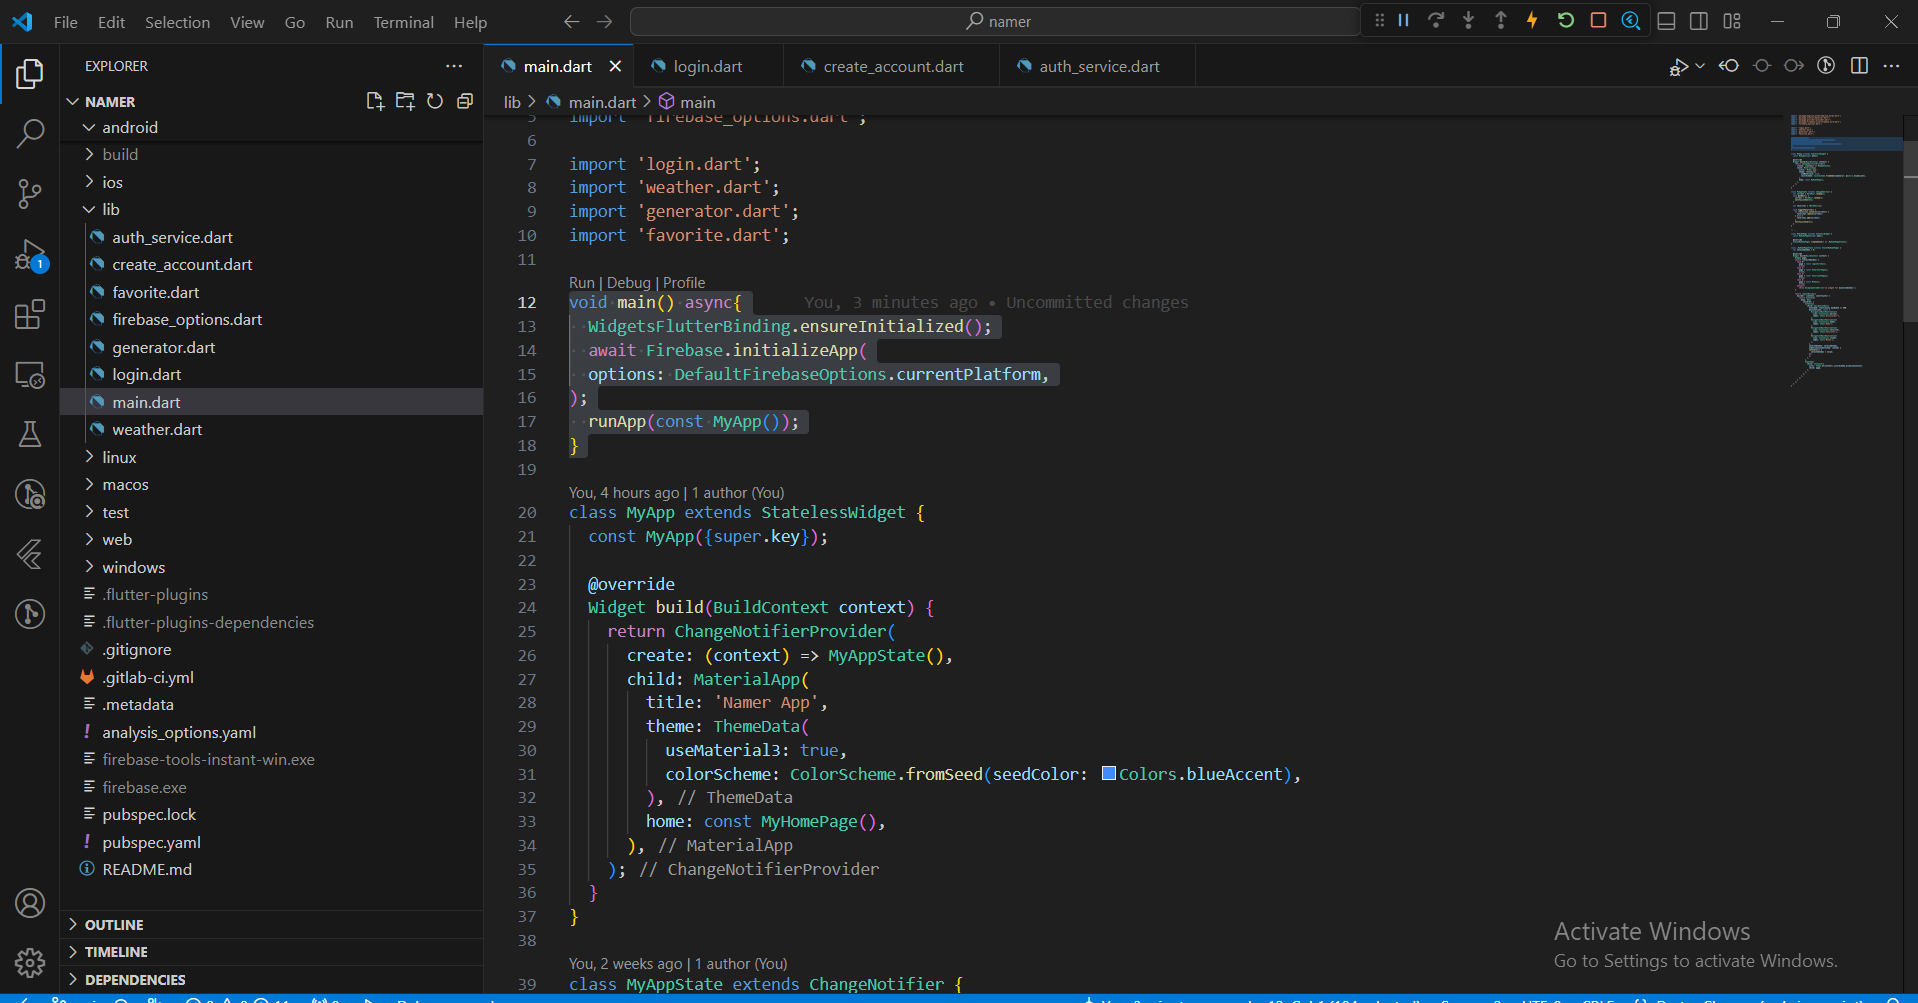 File Edit Selection View Go Run Terminal Help
namer
EXPLORER
main.dart login.dart create_account.dart auth_service.dart
NAMER
lib > main.dart > main
android
build
ios
lib
auth_service.dart
create_account.dart
favorite.dart
firebase_options.dart
generator.dart
login.dart
main.dart
weather.dart
linux
macos
test
web
windows
.flutter-plugins
.flutter-plugins-dependencies
.gitignore
.gitlab-ci.yml
.metadata
analysis_options.yaml
firebase-tools-instant-win.exe
firebase.exe
pubspec.lock
pubspec.yaml
README.md
OUTLINE
TIMELINE
DEPENDENCIES
1
5 import 'firebase_options.dart';
6
7 import 'login.dart';
8 import 'weather.dart';
9 import 'generator.dart';
10 import 'favorite.dart';
11
Run | Debug | Profile
12 void main() async{ You, 3 minutes ago • Uncommitted changes
13 WidgetsFlutterBinding.ensureInitialized();
14 await Firebase.initializeApp(
15 options: DefaultFirebaseOptions.currentPlatform,
16 );
17 runApp(const MyApp());
18 }
19
You, 4 hours ago | 1 author (You)
20 class MyApp extends StatelessWidget {
21 const MyApp({super.key});
22
23 @override
24 Widget build(BuildContext context) {
25 return ChangeNotifierProvider(
26 create: (context) => MyAppState(),
27 child: MaterialApp(
28 title: 'Namer App',
29 theme: ThemeData(
30 useMaterial3: true,
31 colorScheme: ColorScheme.fromSeed(seedColor: Colors.blueAccent),
32 ), // ThemeData
33 home: const MyHomePage(),
34 ), // MaterialApp
35 ); // ChangeNotifierProvider
36 }
37 }
38
You, 2 weeks ago | 1 author (You)
39 class MyAppState extends ChangeNotifier {
Activate Windows
Go to Settings to activate Windows.